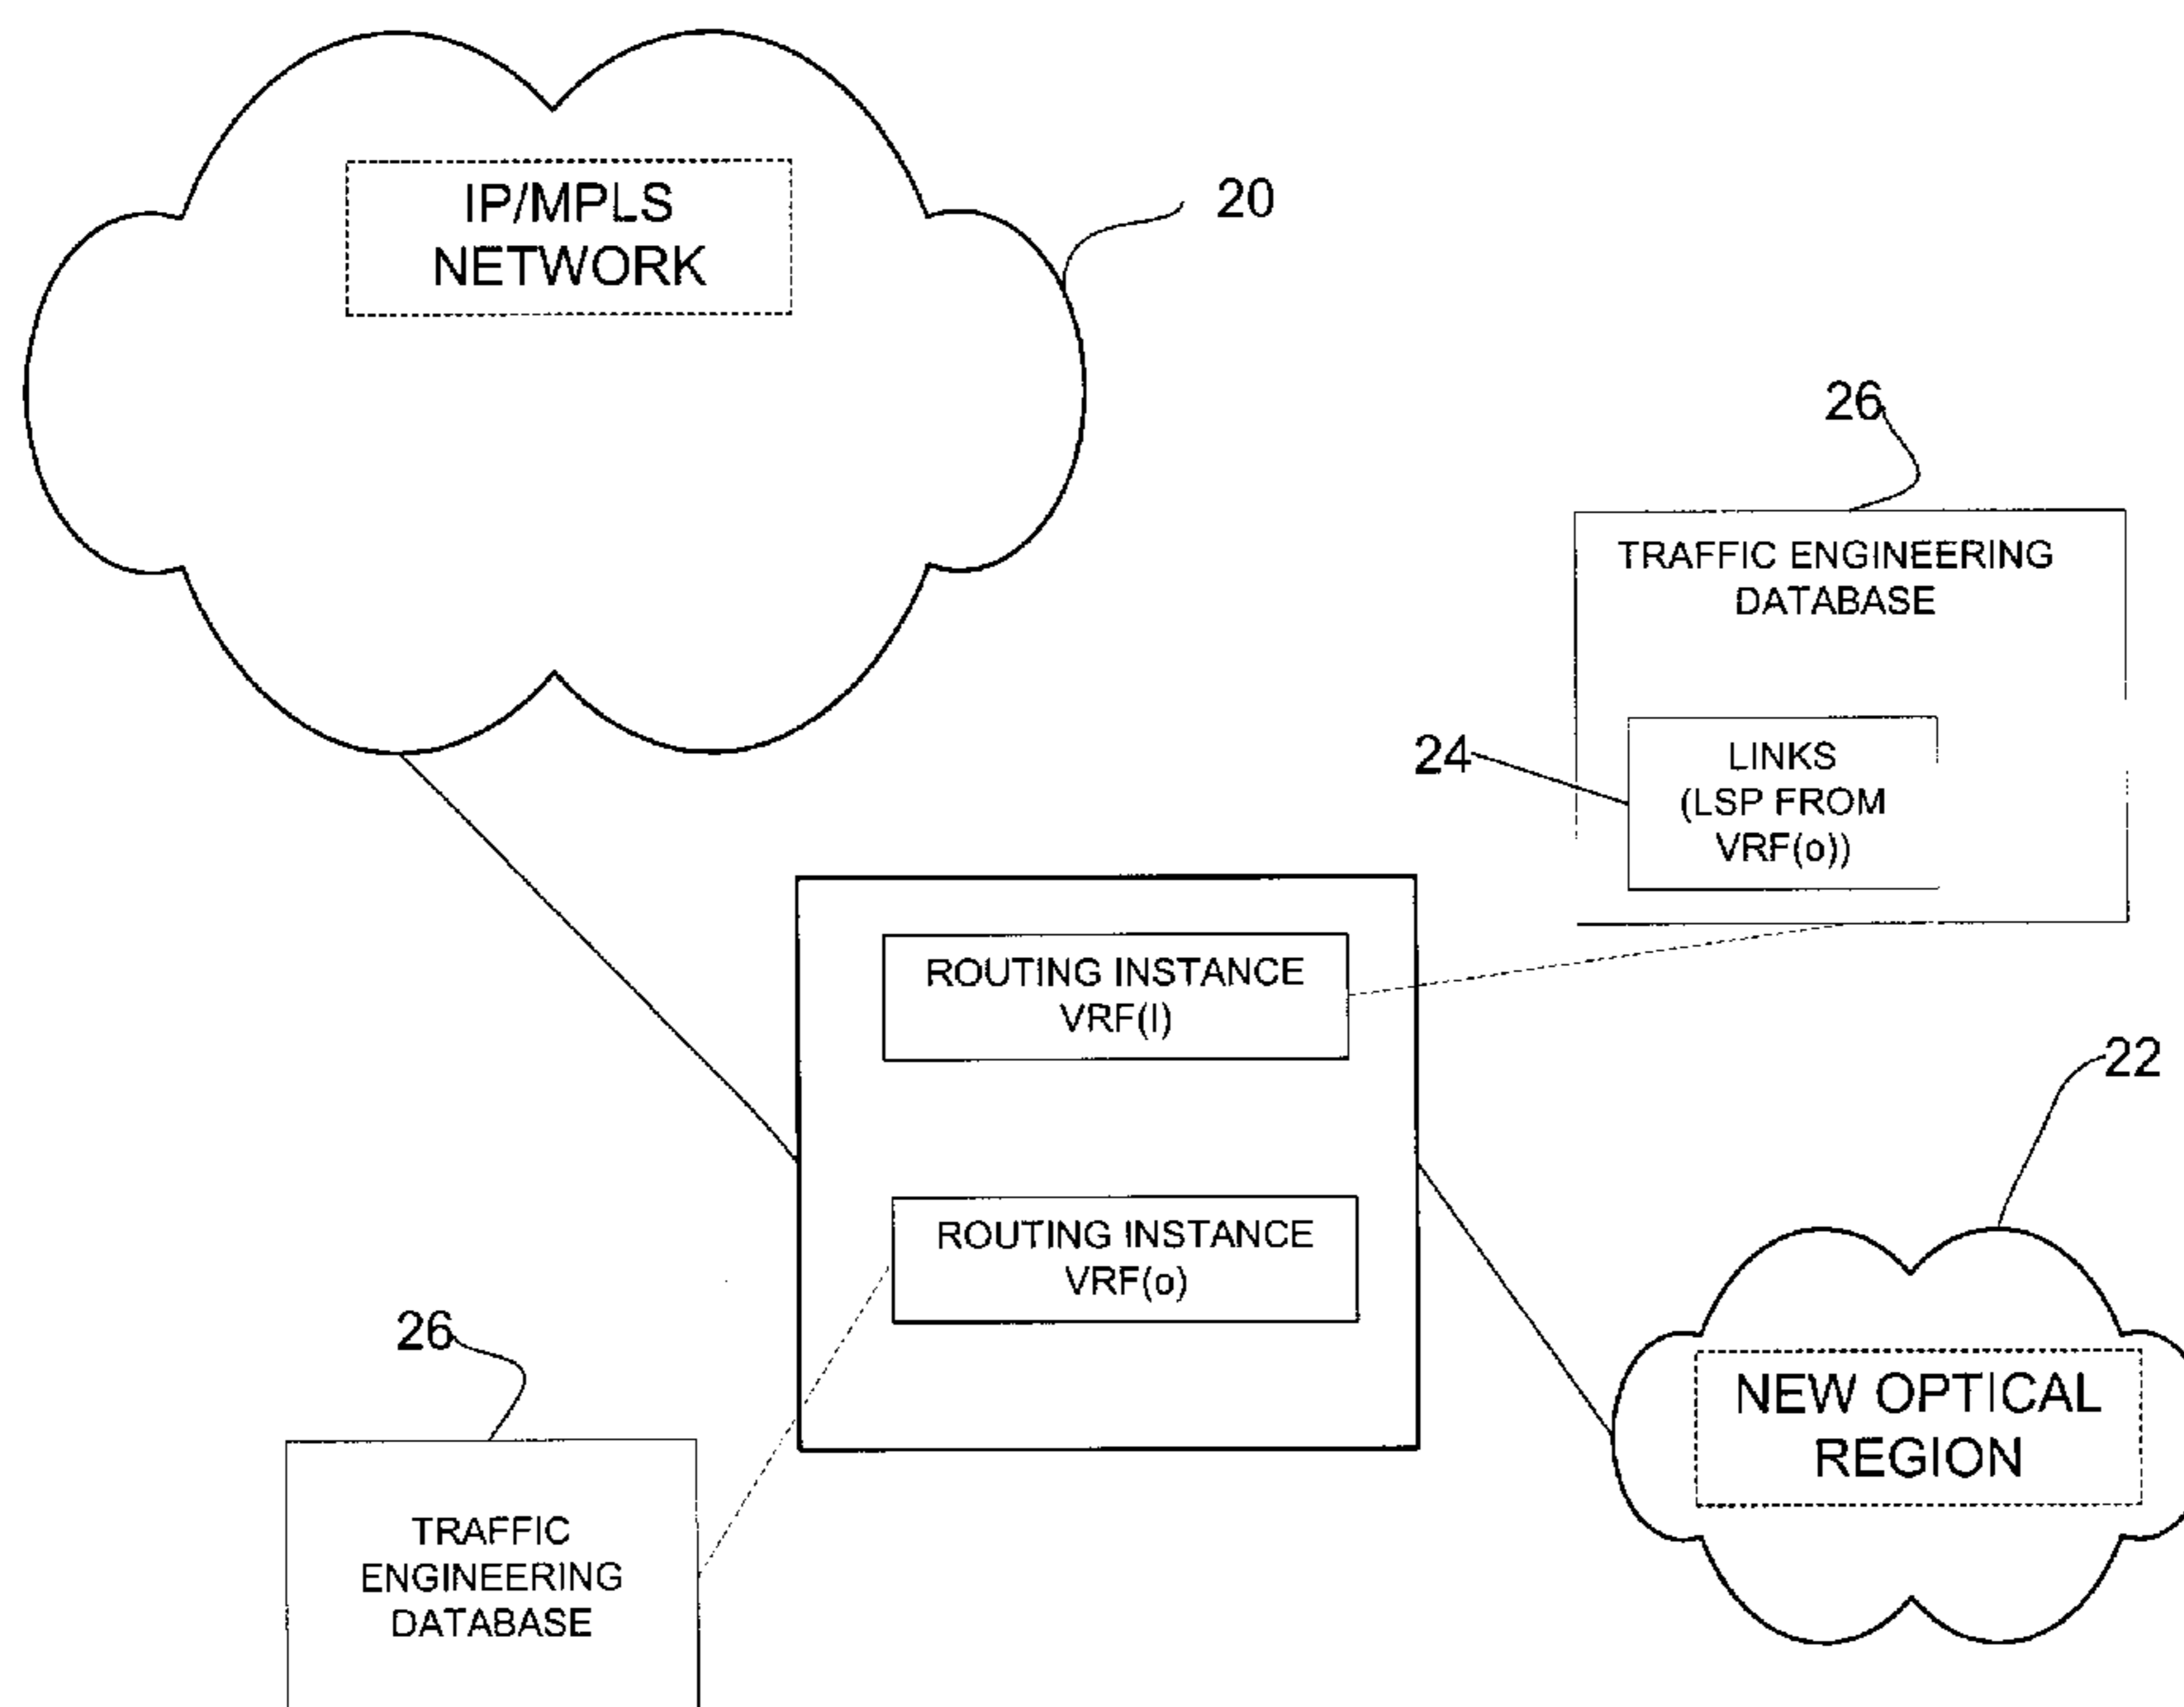 IP/MPLS
NETWORK
20
26
TRAFFIC ENGINEERING
DATABASE
24
LINKS
(LSP FROM
VRF(o))
ROUTING INSTANCE
VRF(I)
22
ROUTING INSTANCE
VRF(o)
26
NEW OPTICAL
REGION
TRAFFIC
ENGINEERING
DATABASE